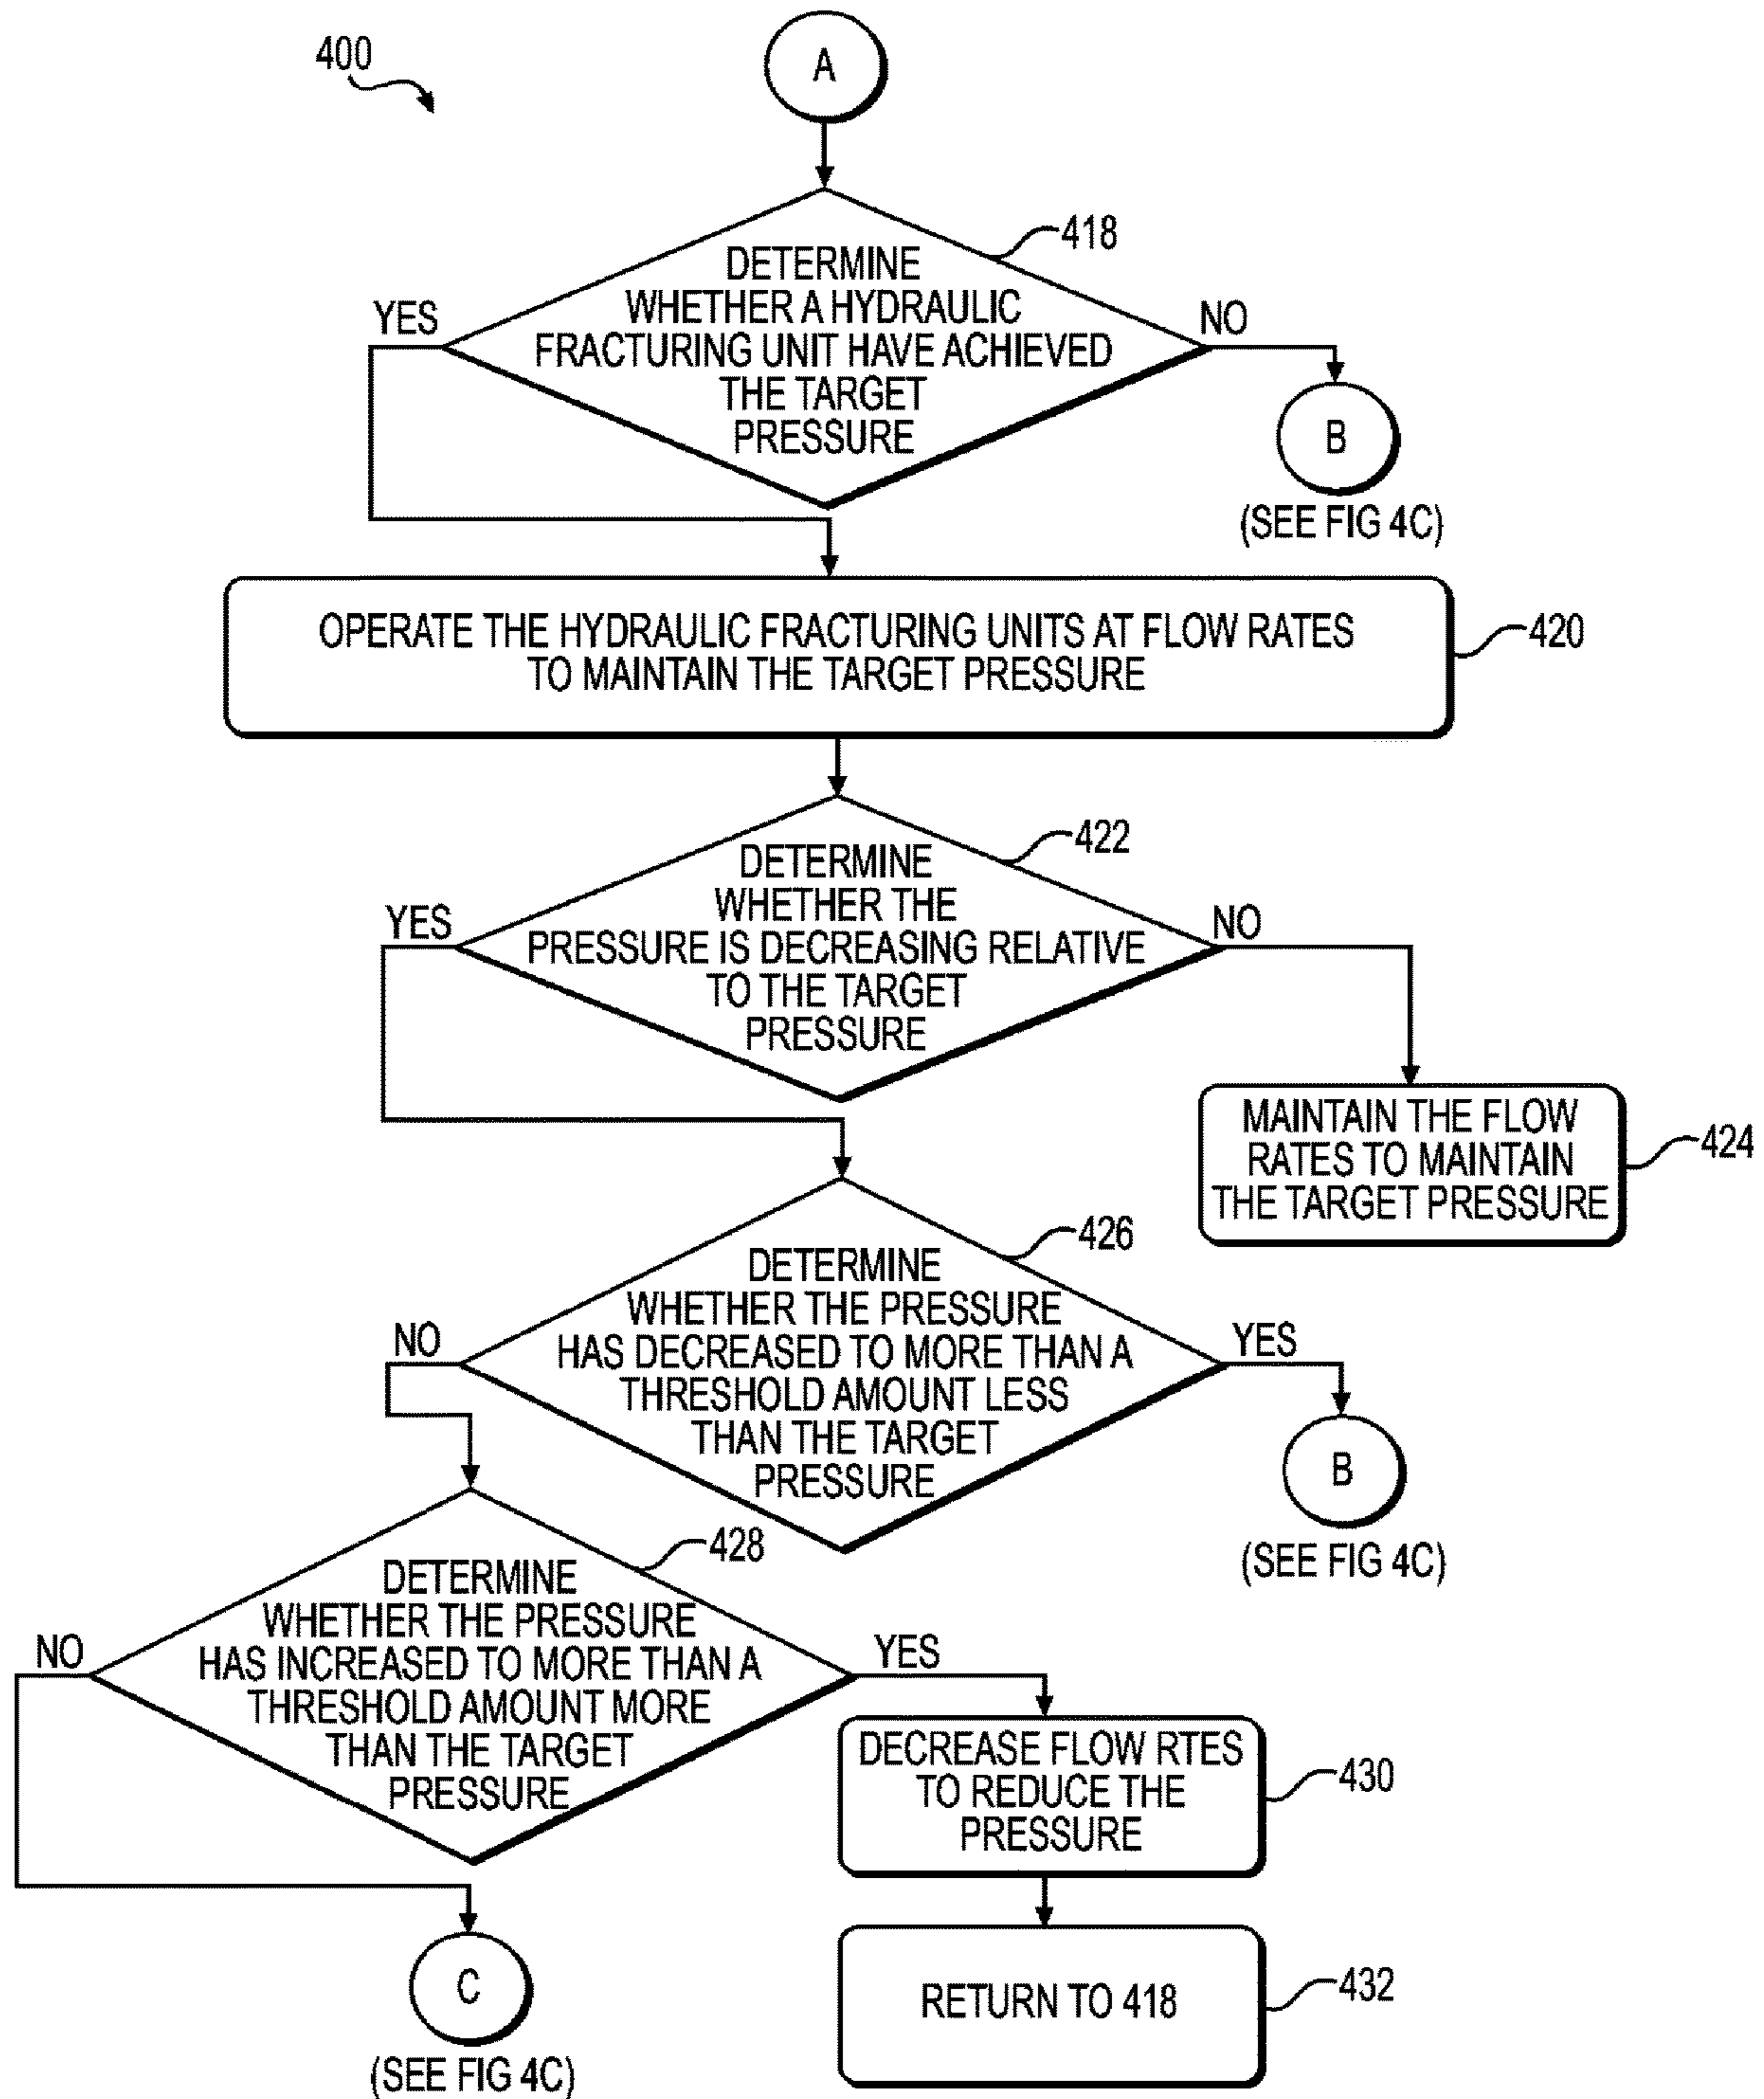 400
A
418
DETERMINE
WHETHER A HYDRAULIC
FRACTURING UNIT HAVE ACHIEVED
THE TARGET
PRESSURE
YES
NO
B
(SEE FIG 4C)
OPERATE THE HYDRAULIC FRACTURING UNITS AT FLOW RATES
TO MAINTAIN THE TARGET PRESSURE
420
422
DETERMINE
WHETHER THE
PRESSURE IS DECREASING RELATIVE
TO THE TARGET
PRESSURE
YES
NO
MAINTAIN THE FLOW
RATES TO MAINTAIN
THE TARGET PRESSURE
424
426
DETERMINE
WHETHER THE PRESSURE
HAS DECREASED TO MORE THAN A
THRESHOLD AMOUNT LESS
THAN THE TARGET
PRESSURE
NO
YES
B
(SEE FIG 4C)
428
DETERMINE
WHETHER THE PRESSURE
HAS INCREASED TO MORE THAN A
THRESHOLD AMOUNT MORE
THAN THE TARGET
PRESSURE
NO
YES
DECREASE FLOW RTES
TO REDUCE THE
PRESSURE
430
C
(SEE FIG 4C)
RETURN TO 418
432